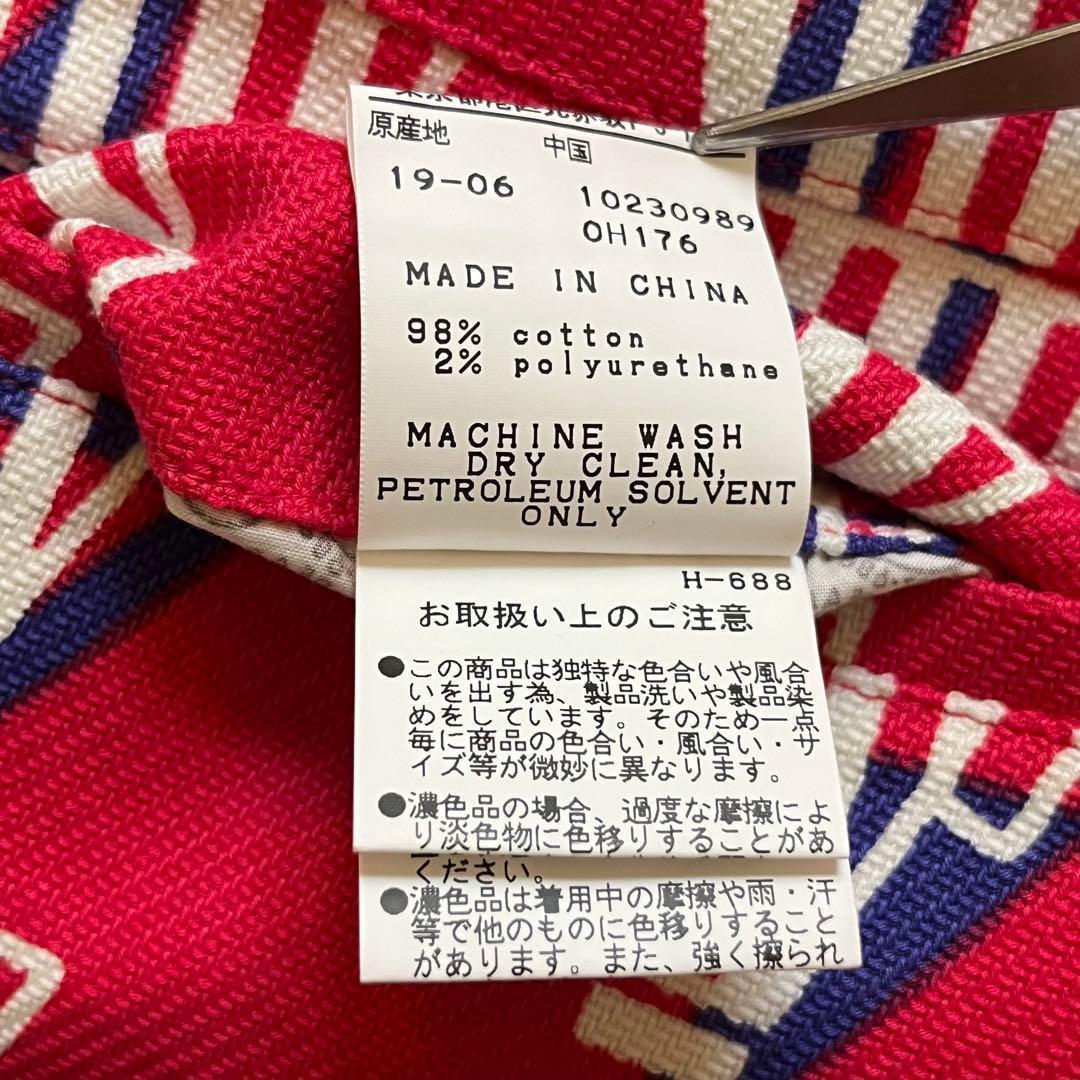 原産地 中国
19-06 10230989
0H176
MADE IN CHINA
98% cotton
2% polyurethane
MACHINE WASH
DRY CLEAN,
PETROLEUM SOLVENT
ONLY
H-688
お取扱い上のご注意
●この商品は独特な色合いや風合
いを出す為、製品洗いや製品染
めをしています。そのため一点
毎に商品の色合い・風合い・サ
イズ等が微妙に異なります。
●濃色品の場合、過度な摩擦によ
り淡色物に色移りすることがあ
ください。
●濃色品は着用中の摩擦や雨・汗
等で他のものに色移りすること
があります。また、強く擦られ